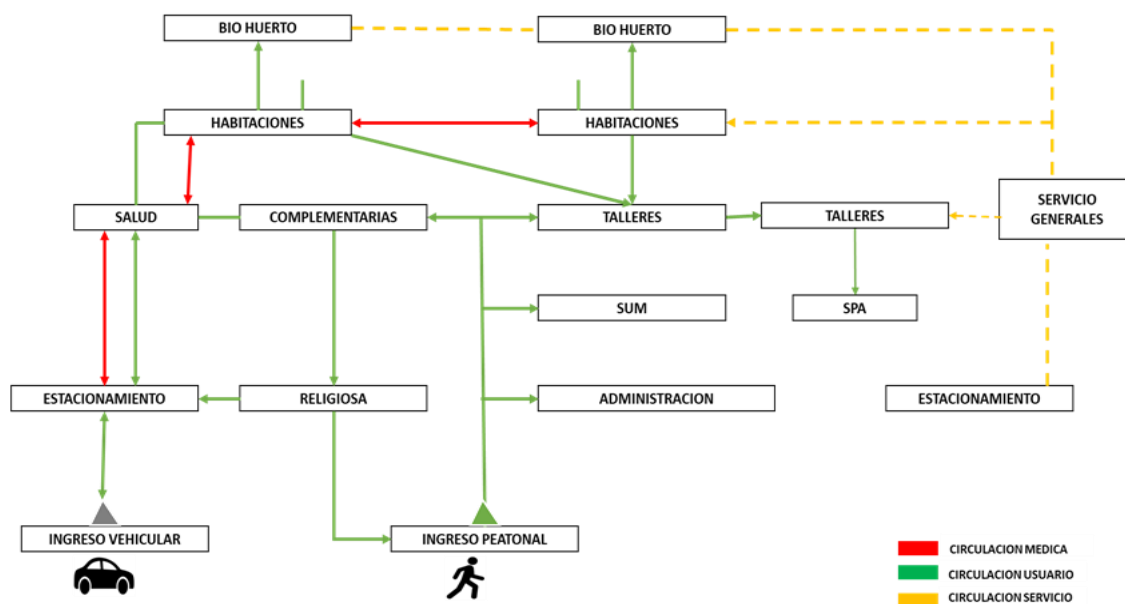 BIO HUERTO
BIO HUERTO
HABITACIONES
HABITACIONES
SALUD
COMPLEMENTARIAS
TALLERES
TALLERES
SERVICIO
GENERALES
SUM
SPA
ESTACIONAMIENTO
RELIGIOSA
ADMINISTRACION
ESTACIONAMIENTO
INGRESO VEHICULAR
INGRESO PEATONAL
CIRCULACION MEDICA
CIRCULACION USUARIO
CIRCULACION SERVICIO